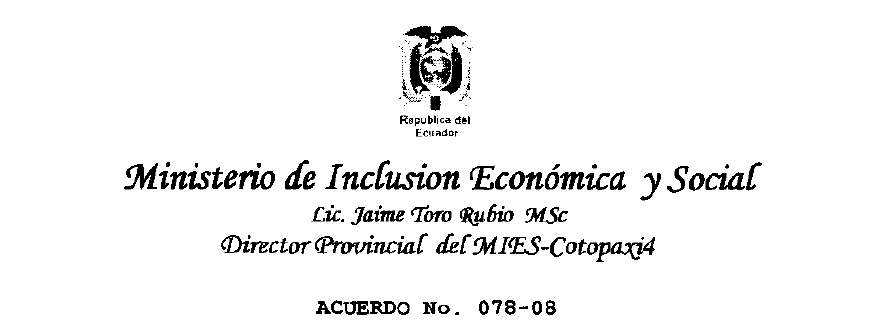 Republica del
Ecuador
Ministerio de Inclusion Económica y Social
Lic. Jaime Toro Rubio MSc
Director Provincial del MIES-Cotopaxi4
ACUERDO No. 078-08